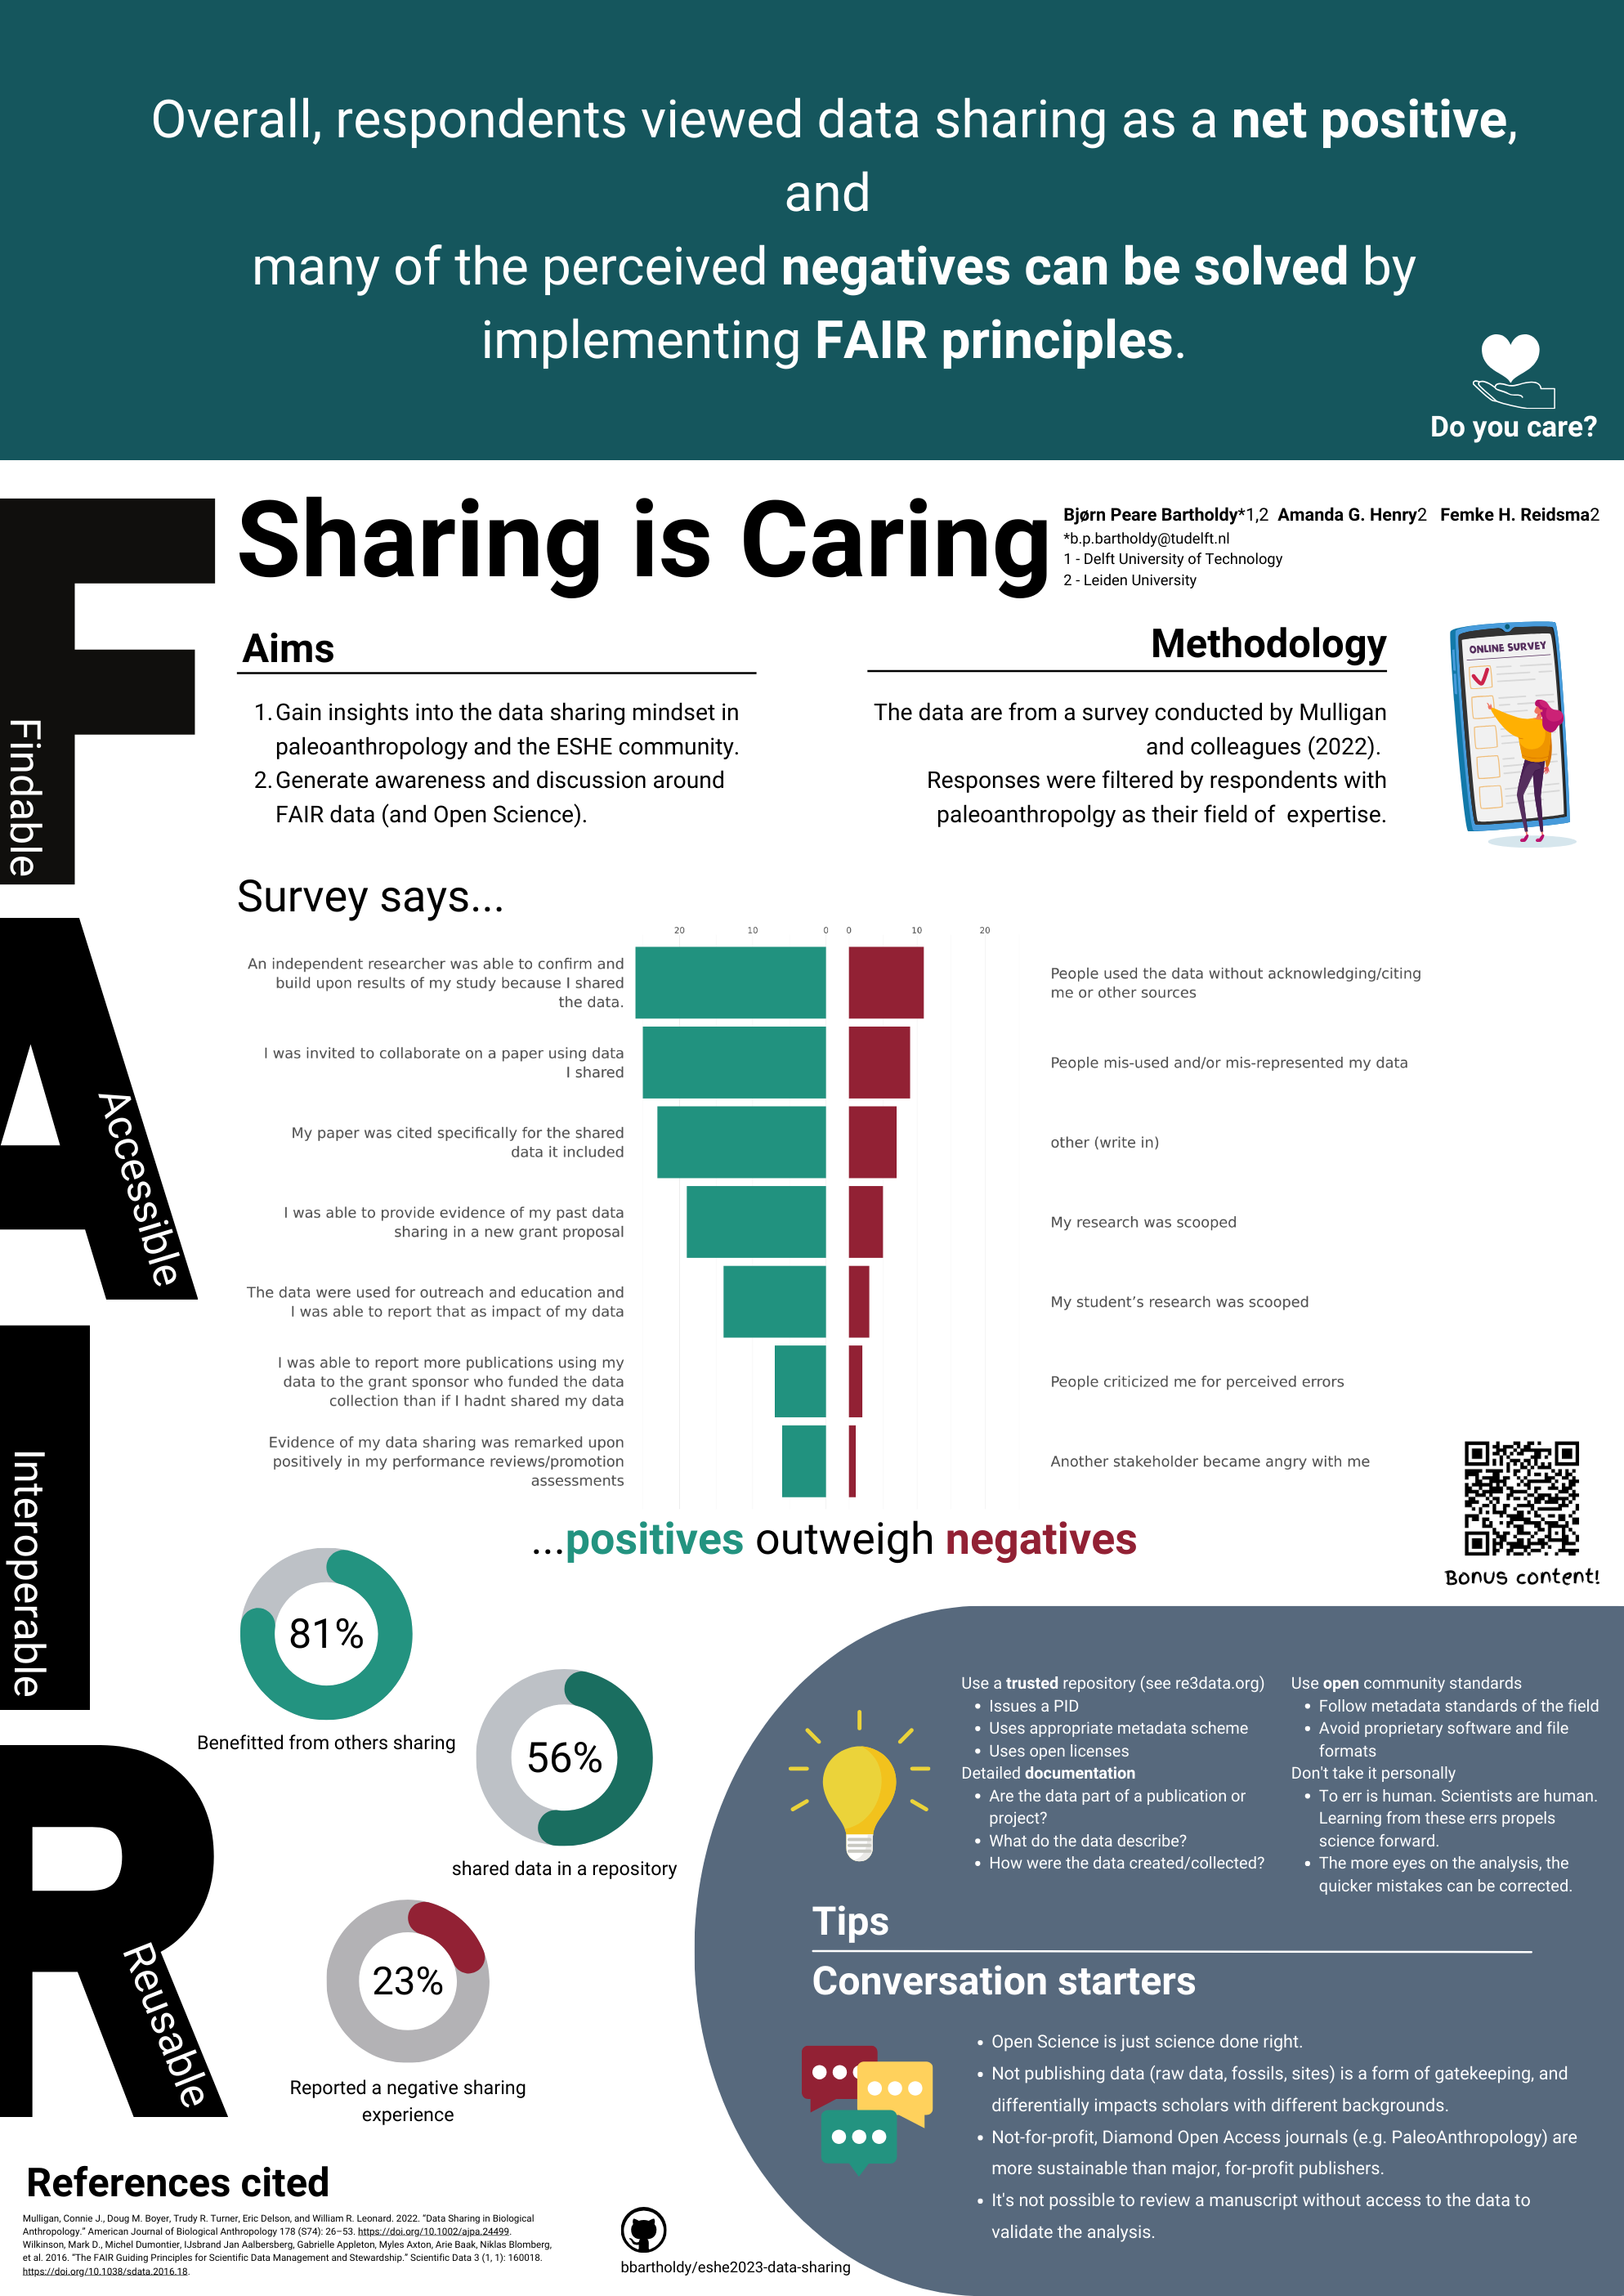 Overall, respondents viewed data sharing as a net positive,
and
many of the perceived negatives can be solved by
implementing FAIR principles.
Do you care?
Findable
Accessible
Interoperable
Reusable
Sharing is Caring
Bjørn Peare Bartholdy*1,2 Amanda G. Henry2 Femke H. Reidsma2
*b.p.bartholdy@tudelft.nl
1 - Delft University of Technology
2 - Leiden University
Aims
1. Gain insights into the data sharing mindset in
paleoanthropology and the ESHE community.
2. Generate awareness and discussion around
FAIR data (and Open Science).
Methodology
The data are from a survey conducted by Mulligan
and colleagues (2022).
Responses were filtered by respondents with
paleoanthropolgy as their field of expertise.
ONLINE SURVEY
Survey says...
20 10 0 0 10 20
An independent researcher was able to confirm and
build upon results of my study because I shared
the data.
People used the data without acknowledging/citing
me or other sources
I was invited to collaborate on a paper using data
I shared
People mis-used and/or mis-represented my data
My paper was cited specifically for the shared
data it included
other (write in)
I was able to provide evidence of my past data
sharing in a new grant proposal
My research was scooped
The data were used for outreach and education and
I was able to report that as impact of my data
My student’s research was scooped
I was able to report more publications using my
data to the grant sponsor who funded the data
collection than if I hadnt shared my data
People criticized me for perceived errors
Evidence of my data sharing was remarked upon
positively in my performance reviews/promotion
assessments
Another stakeholder became angry with me
...positives outweigh negatives
Bonus content!
81%
Benefitted from others sharing
56%
shared data in a repository
23%
Reported a negative sharing
experience
Use a trusted repository (see re3data.org)
• Issues a PID
• Uses appropriate metadata scheme
• Uses open licenses
Detailed documentation
• Are the data part of a publication or
project?
• What do the data describe?
• How were the data created/collected?
Use open community standards
• Follow metadata standards of the field
• Avoid proprietary software and file
formats
Don't take it personally
• To err is human. Scientists are human.
Learning from these errs propels
science forward.
• The more eyes on the analysis, the
quicker mistakes can be corrected.
Tips
Conversation starters
• Open Science is just science done right.
• Not publishing data (raw data, fossils, sites) is a form of gatekeeping, and
differentially impacts scholars with different backgrounds.
• Not-for-profit, Diamond Open Access journals (e.g. PaleoAnthropology) are
more sustainable than major, for-profit publishers.
• It's not possible to review a manuscript without access to the data to
validate the analysis.
References cited
Mulligan, Connie J., Doug M. Boyer, Trudy R. Turner, Eric Delson, and William R. Leonard. 2022. “Data Sharing in Biological
Anthropology.” American Journal of Biological Anthropology 178 (S74): 26–53. https://doi.org/10.1002/ajpa.24499.
Wilkinson, Mark D., Michel Dumontier, IJsbrand Jan Aalbersberg, Gabrielle Appleton, Myles Axton, Arie Baak, Niklas Blomberg,
et al. 2016. “The FAIR Guiding Principles for Scientific Data Management and Stewardship.” Scientific Data 3 (1, 1): 160018.
https://doi.org/10.1038/sdata.2016.18.
bbartholdy/eshe2023-data-sharing